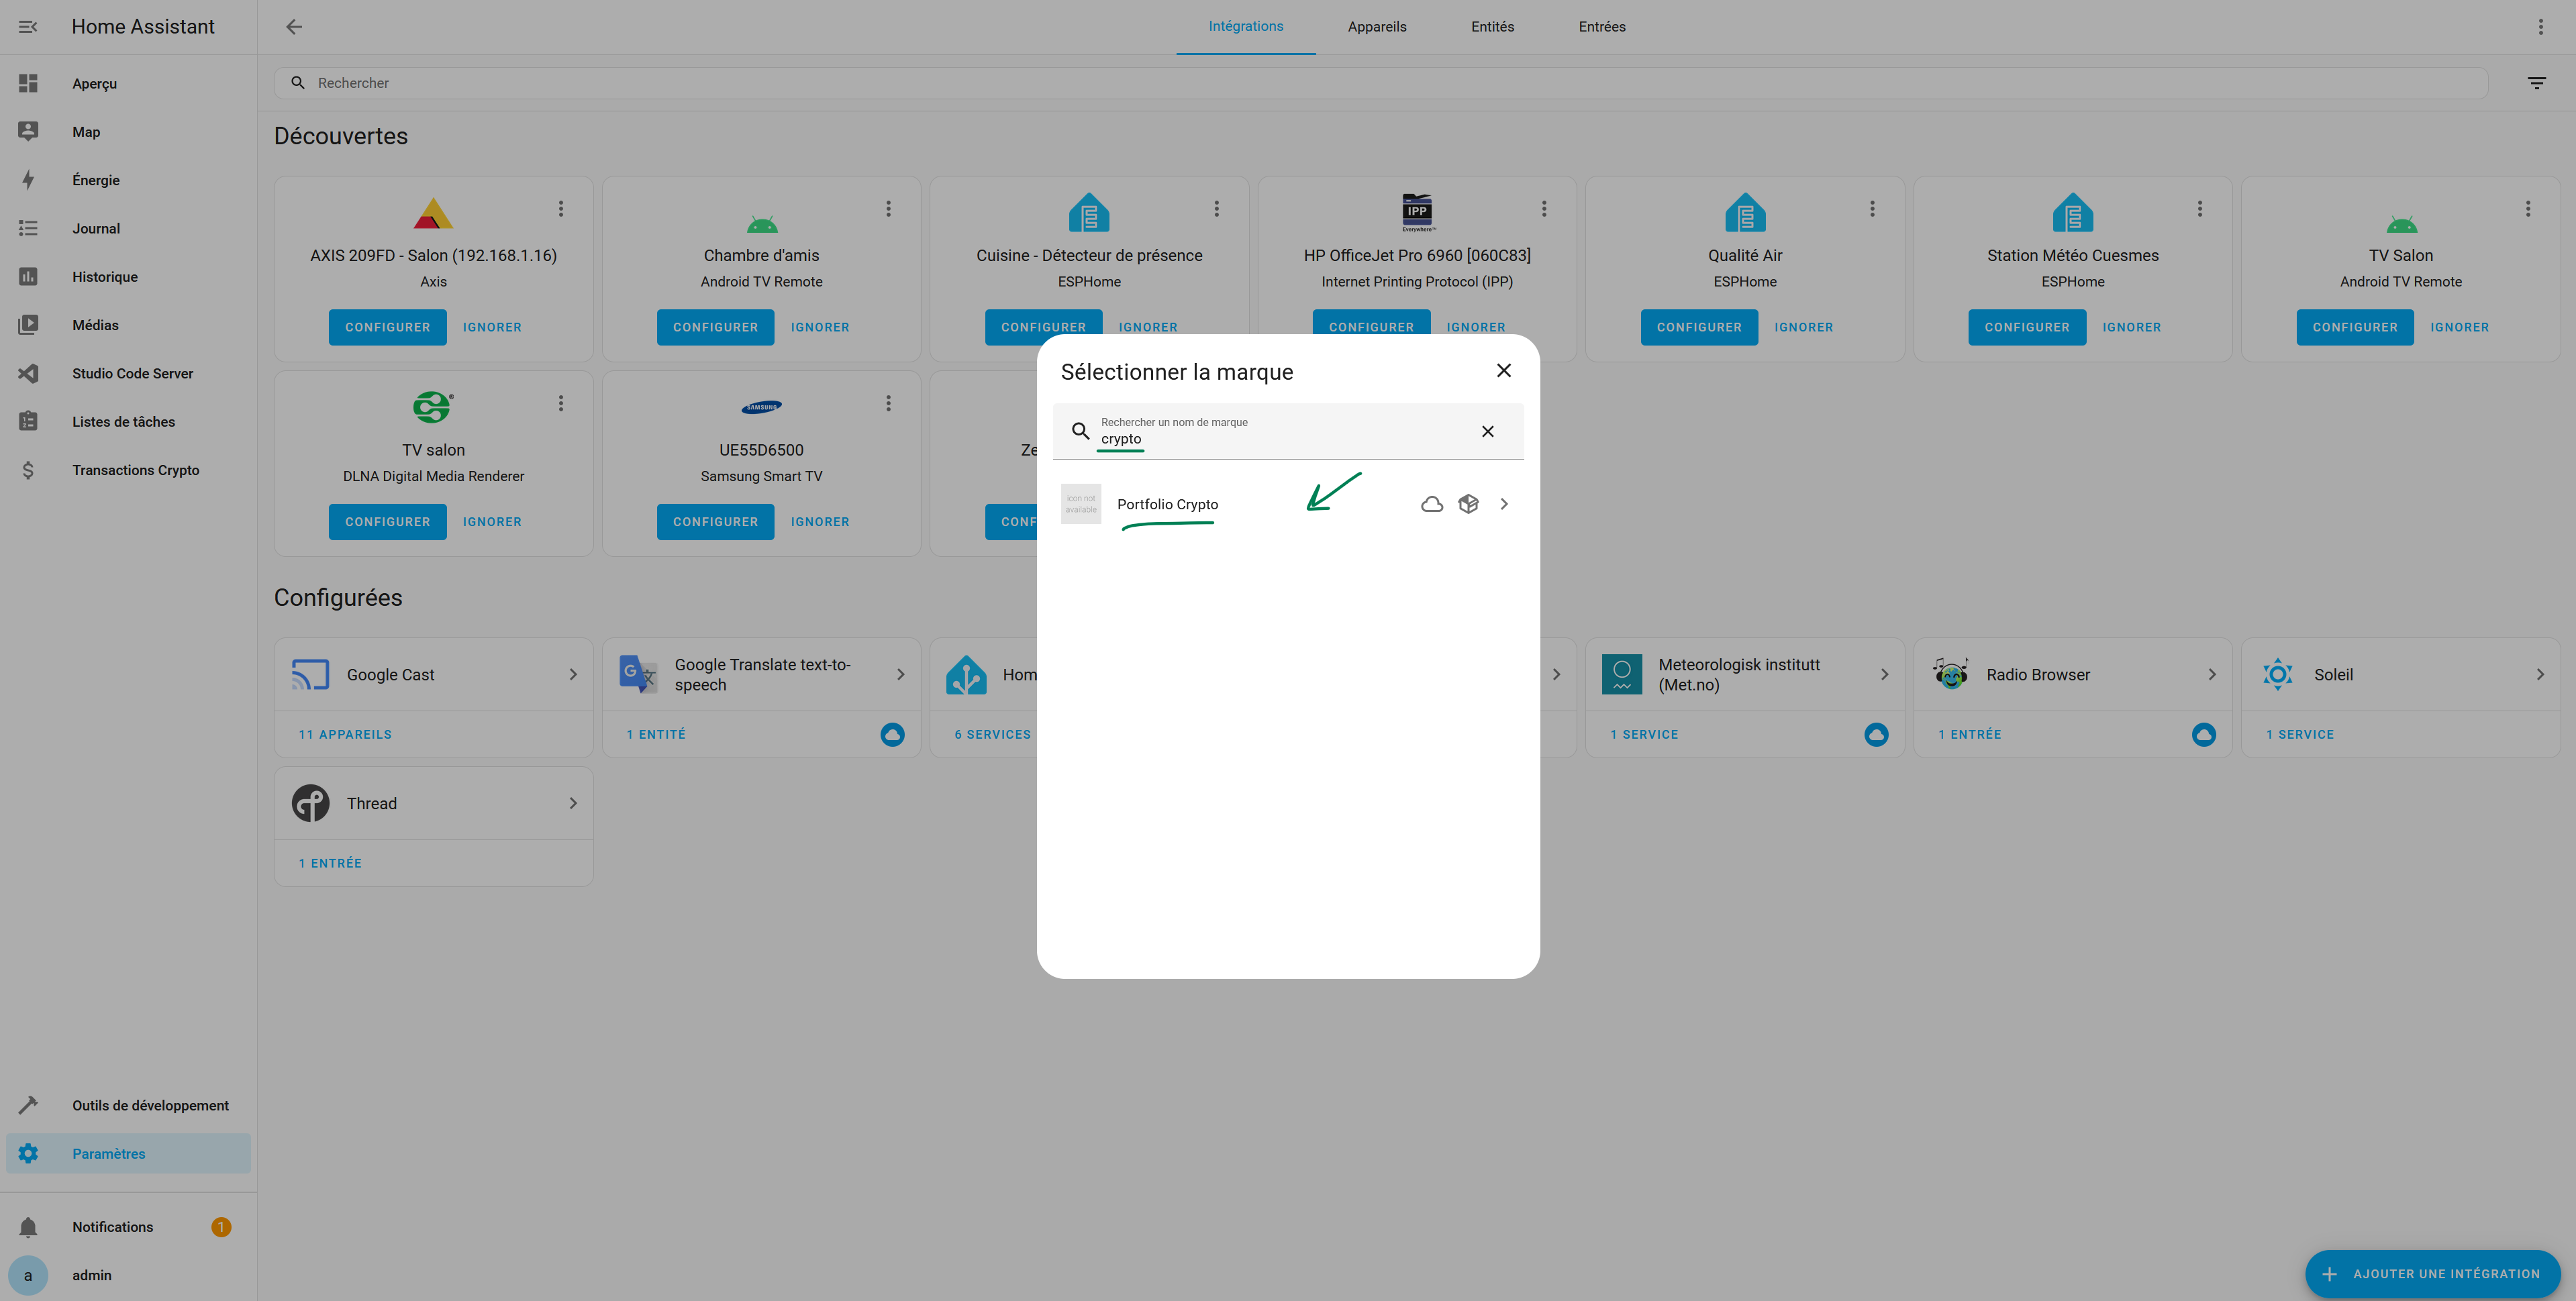 Home Assistant
Aperçu
Map
Énergie
Journal
Historique
Médias
Studio Code Server
Listes de tâches
Transactions Crypto
Outils de développement
Paramètres
Notifications
1
a
admin
Intégrations
Appareils
Entités
Entrées
Rechercher
Découvertes
AXIS 209FD - Salon (192.168.1.16)
Axis
CONFIGURER
IGNORER
Chambre d'amis
Android TV Remote
CONFIGURER
IGNORER
Cuisine - Détecteur de présence
ESPHome
CONFIGURER
IGNORER
IPP
Everywhere
HP OfficeJet Pro 6960 [060C83]
Internet Printing Protocol (IPP)
CONFIGURER
IGNORER
Qualité Air
ESPHome
CONFIGURER
IGNORER
Station Météo Cuesmes
ESPHome
CONFIGURER
IGNORER
TV Salon
Android TV Remote
CONFIGURER
IGNORER
TV salon
DLNA Digital Media Renderer
CONFIGURER
IGNORER
SAMSUNG
UE55D6500
Samsung Smart TV
CONFIGURER
IGNORER
Ze
CONF
Sélectionner la marque
Rechercher un nom de marque
crypto
icon not
available
Portfolio Crypto
Configurées
Google Cast
11 APPAREILS
G
Google Translate text-to-
speech
1 ENTITÉ
Hom
6 SERVICES
Meteorologisk institutt
(Met.no)
1 SERVICE
Radio Browser
1 ENTRÉE
Soleil
1 SERVICE
Thread
1 ENTRÉE
AJOUTER UNE INTÉGRATION